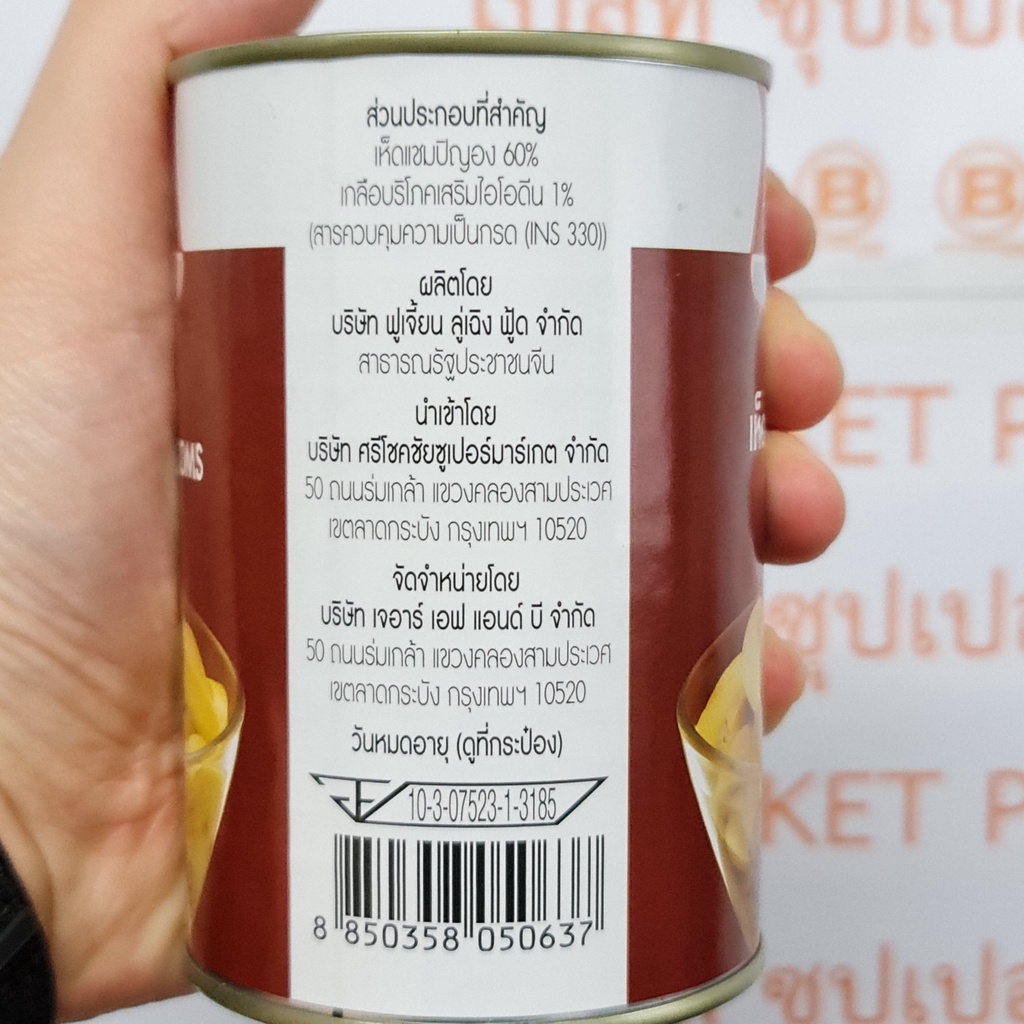 ส่วนประกอบที่สำคัญ
เห็ดแชมปิญอง 60%
เกลือบริโภคเสริมไอโอดีน 1%
(สารควบคุมความเป็นกรด (INS 330))
ผลิตโดย
บริษัท ฟูเจี้ยน ลู่เฉิง ฟู้ด จำกัด
สาธารณรัฐประชาชนจีน
นำเข้าโดย
บริษัท ศรีโชคชัยซูเปอร์มาร์เกต จำกัด
50 ถนนร่มเกล้า แขวงคลองสามประเวศ
เขตลาดกระบัง กรุงเทพฯ 10520
จัดจำหน่ายโดย
บริษัท เจอาร์ เอฟ แอนด์ บี จำกัด
50 ถนนร่มเกล้า แขวงคลองสามประเวศ
เขตลาดกระบัง กรุงเทพฯ 10520
วันหมดอายุ (ดูที่กระป๋อง)
10-3-07523-1-3185
8 850358 050637